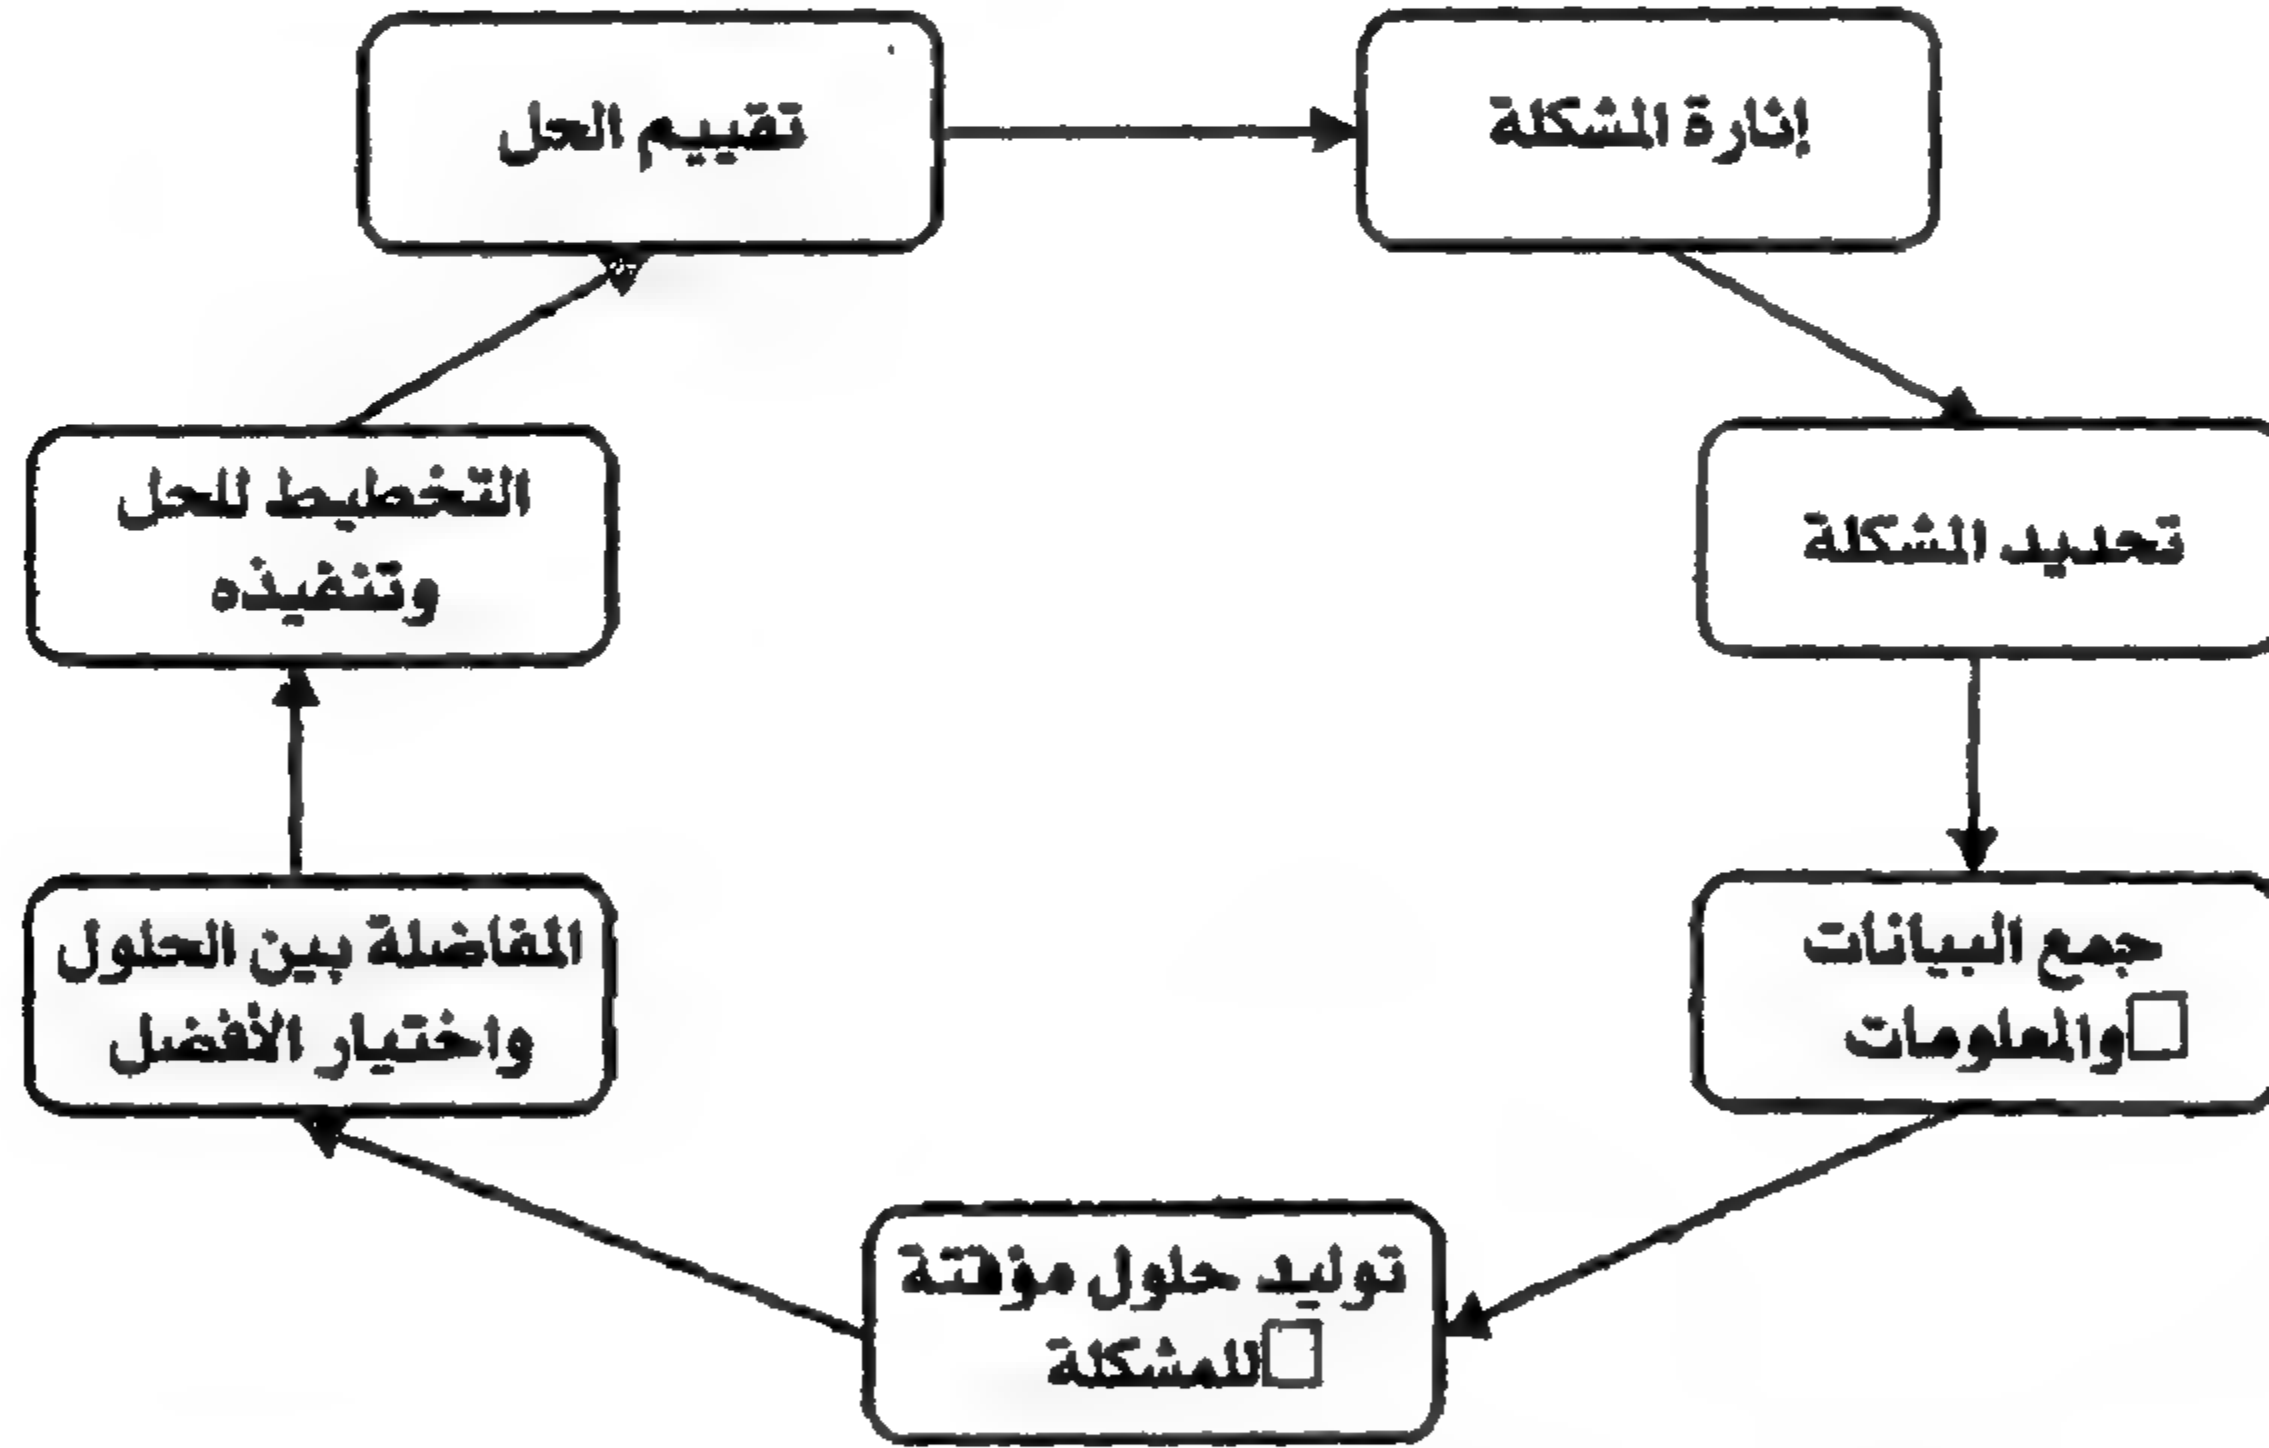 إثارة المشكلة
تقييم الحل
تحديد المشكلة
التخطيط للحل
وتنفيذه
جمع البيانات
والمعلومات
المفاضلة بين الحلول
واختيار الأفضل
توليد حلول مؤقتة
للمشكلة